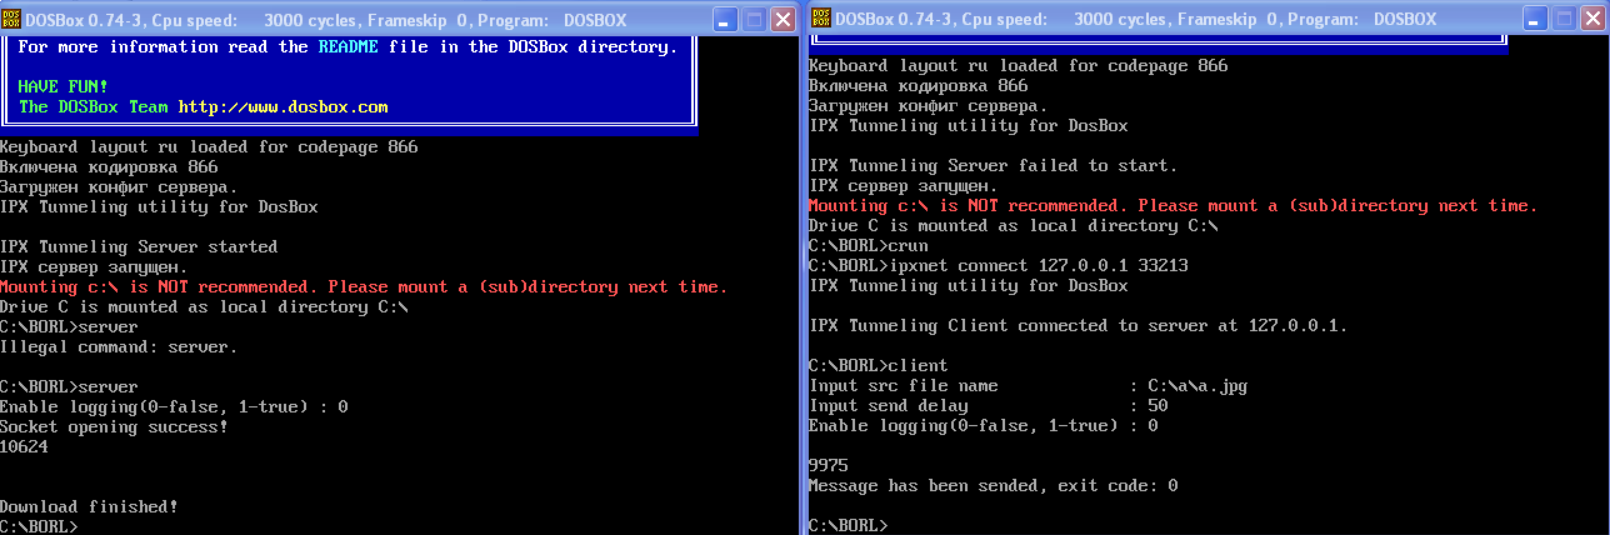 DOSBox 0.74-3, Cpu speed:    3000 cycles, Frameskip  0, Program:   DOSBOX
For more information read the README file in the DOSBox directory.
HAVE FUN!
The DOSBox Team http://www.dosbox.com
Keyboard layout ru loaded for codepage 866
Включена кодировка 866
Загружен конфиг сервера.
IPX Tunneling utility for DosBox
IPX Tunneling Server started
IPX сервер запущен.
Mounting c:\ is NOT recommended. Please mount a (sub)directory next time.
Drive C is mounted as local directory C:\
C:\BORL>server
Illegal command: server.
C:\BORL>server
Enable logging(0-false, 1-true) : 0
Socket opening success!
10624
Download finished!
C:\BORL>
DOSBox 0.74-3, Cpu speed:    3000 cycles, Frameskip  0, Program:   DOSBOX
Keyboard layout ru loaded for codepage 866
Включена кодировка 866
Загружен конфиг сервера.
IPX Tunneling utility for DosBox
IPX Tunneling Server failed to start.
IPX сервер запущен.
Mounting c:\ is NOT recommended. Please mount a (sub)directory next time.
Drive C is mounted as local directory C:\
C:\BORL>crun
C:\BORL>ipxnet connect 127.0.0.1 33213
IPX Tunneling utility for DosBox
IPX Tunneling Client connected to server at 127.0.0.1.
C:\BORL>client
Input src file name             : C:\a\a.jpg
Input send delay                : 50
Enable logging(0-false, 1-true) : 0
9975
Message has been sended, exit code: 0
C:\BORL>